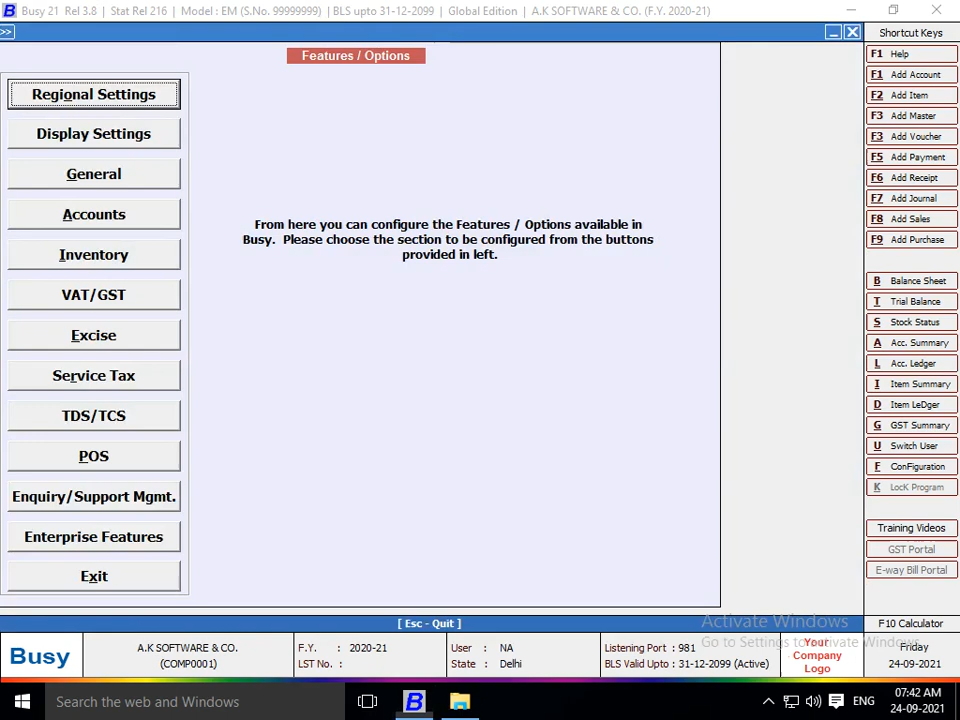 Busy 21 Rel 3.8 | Stat Rel 216 | Model : EM (S.No. 99999999) | BLS upto 31-12-2099 | Global Edition | A.K SOFTWARE & CO. (F.Y. 2020-21)
>>
Features / Options
Regional Settings
Display Settings
General
Accounts
Inventory
VAT/GST
Excise
Service Tax
TDS/TCS
POS
Enquiry/Support Mgmt.
Enterprise Features
Exit
From here you can configure the Features / Options available in
Busy. Please choose the section to be configured from the buttons
provided in left.
Shortcut Keys
F1 Help
F1 Add Account
F2 Add Item
F3 Add Master
F3 Add Voucher
F5 Add Payment
F6 Add Receipt
F7 Add Journal
F8 Add Sales
F9 Add Purchase
B Balance Sheet
T Trial Balance
S Stock Status
A Acc. Summary
L Acc. Ledger
I Item Summary
D Item LeDger
G GST Summary
U Switch User
F ConFiguration
K LocK Program
Training Videos
GST Portal
E-way Bill Portal
[ Esc - Quit ]
F10 Calculator
Activate Windows
Go to Settings to activate Windows.
Busy
A.K SOFTWARE & CO.
(COMP0001)
F.Y. : 2020-21
LST No. :
User : NA
State : Delhi
Listening Port : 981
BLS Valid Upto : 31-12-2099 (Active)
Your
Company
Logo
Friday
24-09-2021
Search the web and Windows
B
ENG
07:42 AM
24-09-2021